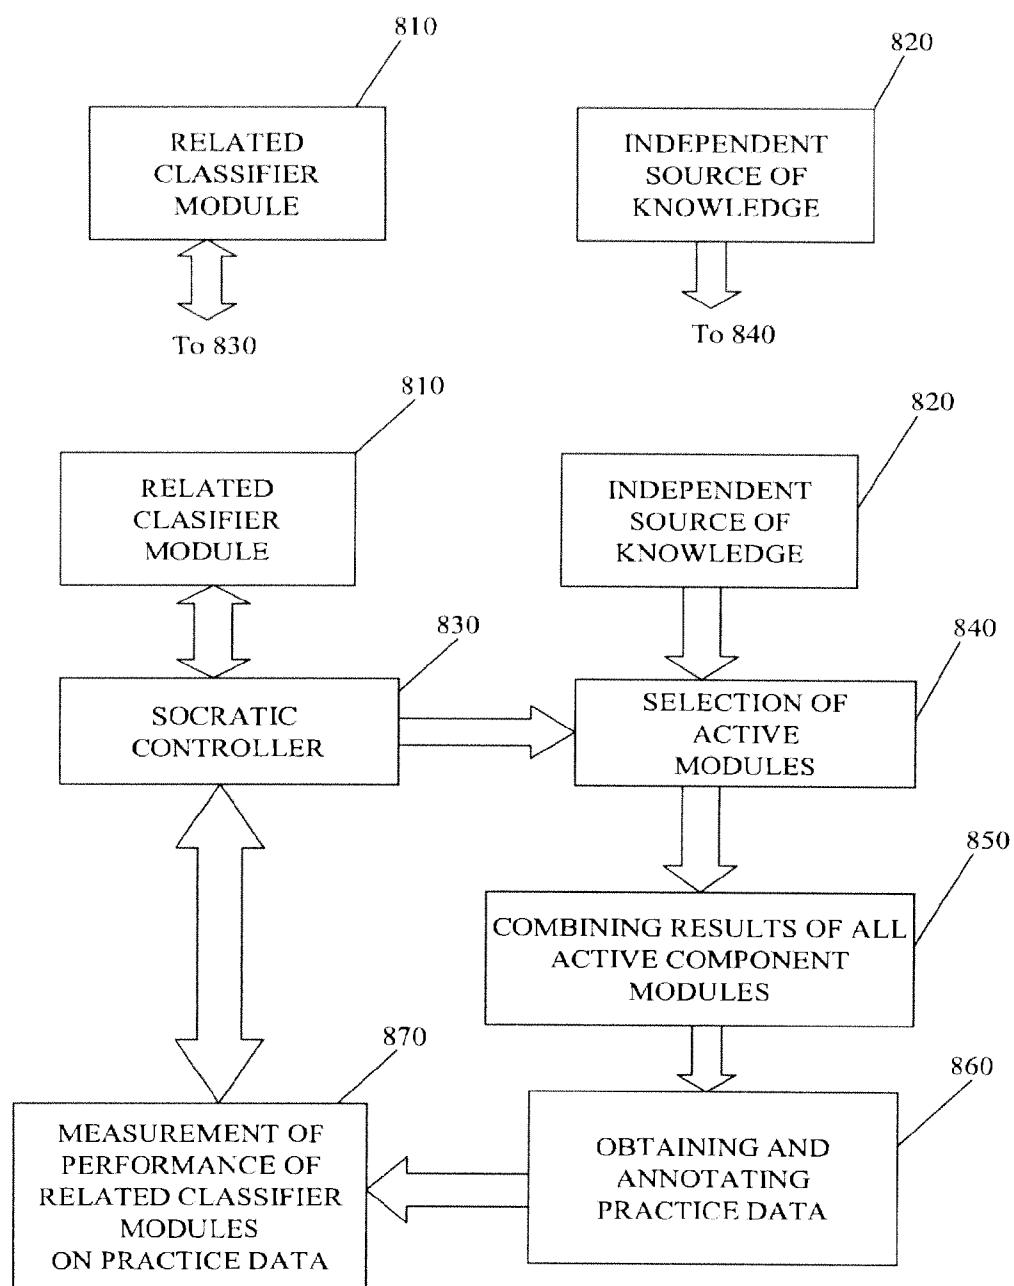 810
820
RELATED
CLASSIFIER
MODULE
INDEPENDENT
SOURCE OF
KNOWLEDGE
To 830
To 840
810
820
RELATED
CLASIFIER
MODULE
INDEPENDENT
SOURCE OF
KNOWLEDGE
830
840
SOCRATIC
CONTROLLER
SELECTION OF
ACTIVE
MODULES
850
COMBINING RESULTS OF ALL
ACTIVE COMPONENT
MODULES
870
860
MEASUREMENT OF
PERFORMANCE OF
RELATED CLASSIFIER
MODULES
ON PRACTICE DATA
OBTAINING AND
ANNOTATING
PRACTICE DATA